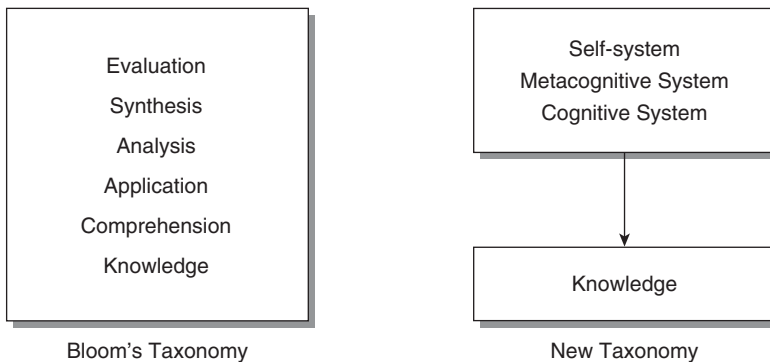 Evaluation
Synthesis
Analysis
Application
Comprehension
Knowledge
Bloom's Taxonomy
Self-system
Metacognitive System
Cognitive System
Knowledge
New Taxonomy